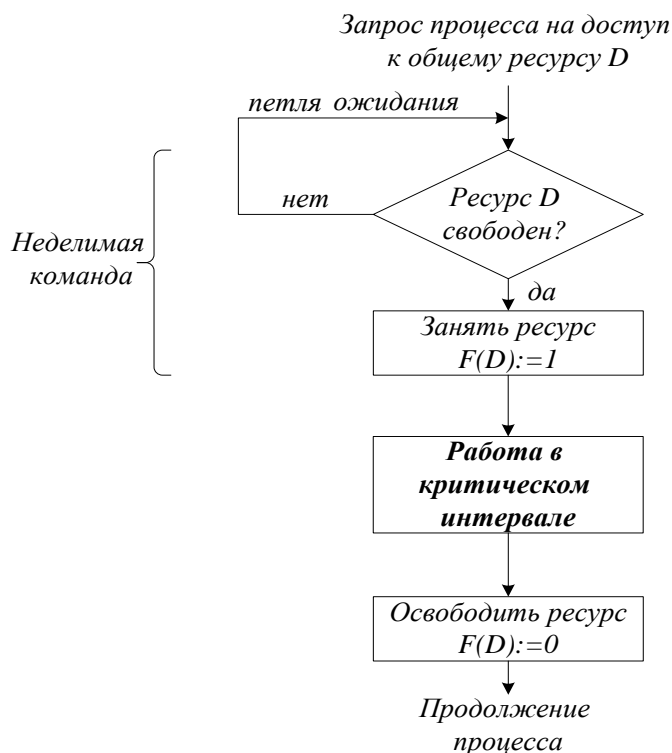 Запрос процесса на доступ
к общему ресурсу D
петля ожидания
нет
Ресурс D
свободен?
Неделимая
команда
да
Занять ресурс
F(D):=1
Работа в
критическом
интервале
Освободить ресурс
F(D):=0
Продолжение
процесса